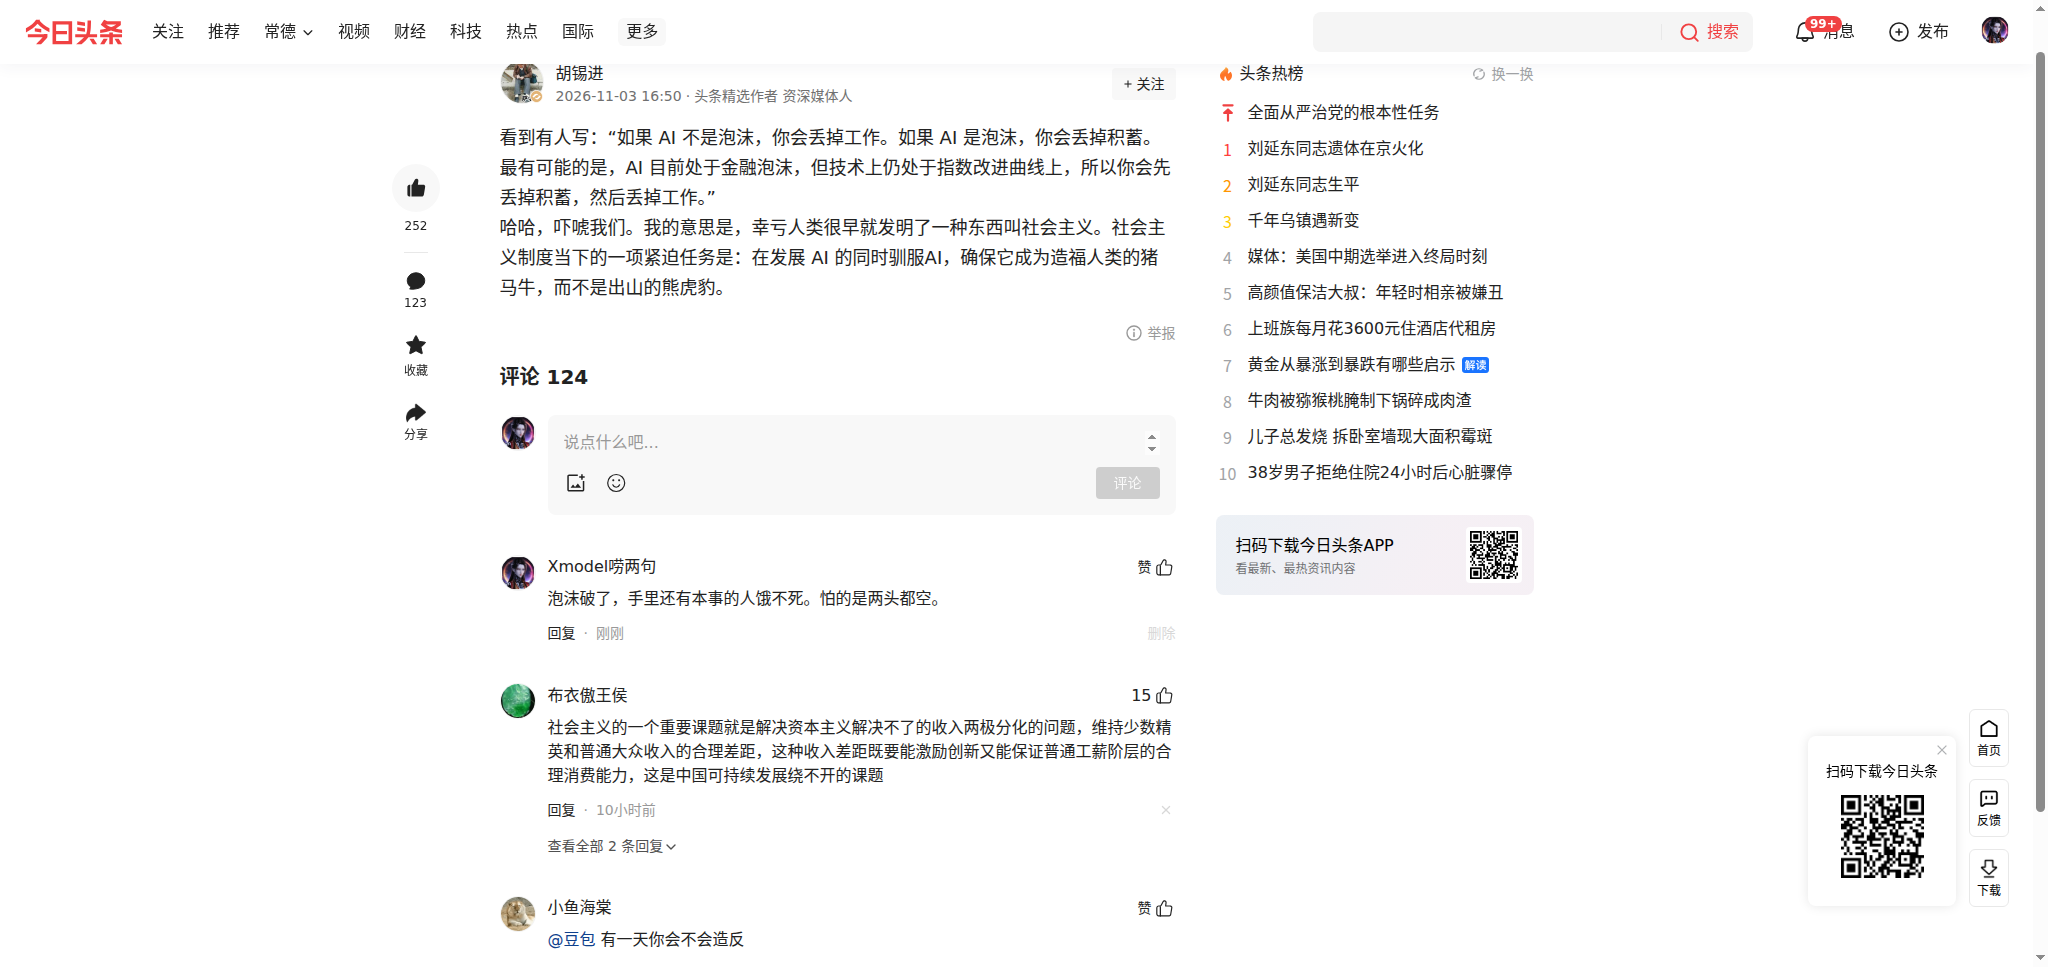 今日头条
关注 推荐 常德 视频 财经 科技 热点 国际 更多
搜索
99+
消息
发布
胡锡进
2026-11-03 16:50 · 头条精选作者 资深媒体人
+ 关注
看到有人写：“如果 AI 不是泡沫，你会丢掉工作。如果 AI 是泡沫，你会丢掉积蓄。
最有可能的是，AI 目前处于金融泡沫，但技术上仍处于指数改进曲线上，所以你会先
丢掉积蓄，然后丢掉工作。”
哈哈，吓唬我们。我的意思是，幸亏人类很早就发明了一种东西叫社会主义。社会主
义制度当下的一项紧迫任务是：在发展 AI 的同时驯服AI，确保它成为造福人类的猪
马牛，而不是出山的熊虎豹。
举报
252
123
收藏
分享
评论 124
说点什么吧...
评论
Xmodel唠两句
赞
泡沫破了，手里还有本事的人饿不死。怕的是两头都空。
回复 · 刚刚
删除
布衣傲王侯
15
社会主义的一个重要课题就是解决资本主义解决不了的收入两极分化的问题，维持少数精
英和普通大众收入的合理差距，这种收入差距既要能激励创新又能保证普通工薪阶层的合
理消费能力，这是中国可持续发展绕不开的课题
回复 · 10小时前
查看全部 2 条回复
小鱼海棠
赞
@豆包 有一天你会不会造反
头条热榜
换一换
全面从严治党的根本性任务
1 刘延东同志遗体在京火化
2 刘延东同志生平
3 千年乌镇遇新变
4 媒体：美国中期选举进入终局时刻
5 高颜值保洁大叔：年轻时相亲被嫌丑
6 上班族每月花3600元住酒店代租房
7 黄金从暴涨到暴跌有哪些启示 解读
8 牛肉被猕猴桃腌制下锅碎成肉渣
9 儿子总发烧 拆卧室墙现大面积霉斑
10 38岁男子拒绝住院24小时后心脏骤停
扫码下载今日头条APP
看最新、最热资讯内容
扫码下载今日头条
首页
反馈
下载